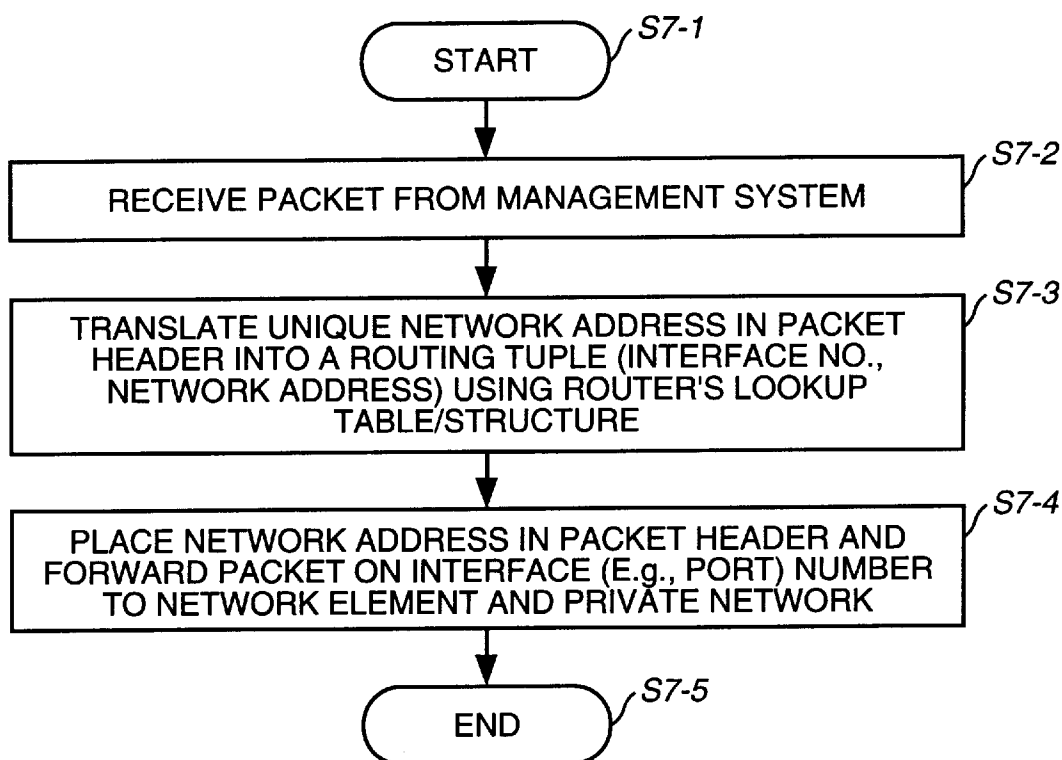 S7-1
START
S7-2
RECEIVE PACKET FROM MANAGEMENT SYSTEM
S7-3
TRANSLATE UNIQUE NETWORK ADDRESS IN PACKET
HEADER INTO A ROUTING TUPLE (INTERFACE NO.,
NETWORK ADDRESS) USING ROUTER'S LOOKUP
TABLE/STRUCTURE
S7-4
PLACE NETWORK ADDRESS IN PACKET HEADER AND
FORWARD PACKET ON INTERFACE (E.g., PORT) NUMBER
TO NETWORK ELEMENT AND PRIVATE NETWORK
S7-5
END